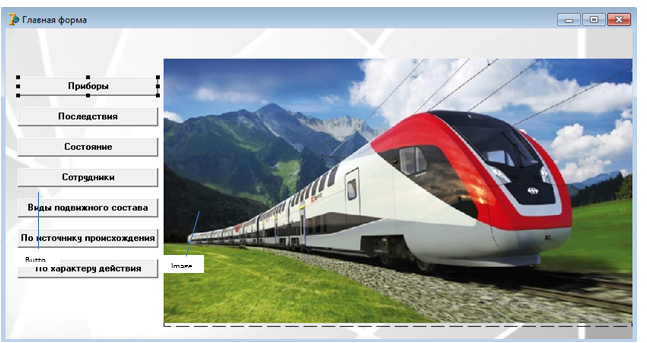 Главная форма
Приборы
Последствия
Состояние
Сотрудники
Виды подвижного состава
По источнику происхождения
Butto
Image
По характеру действия